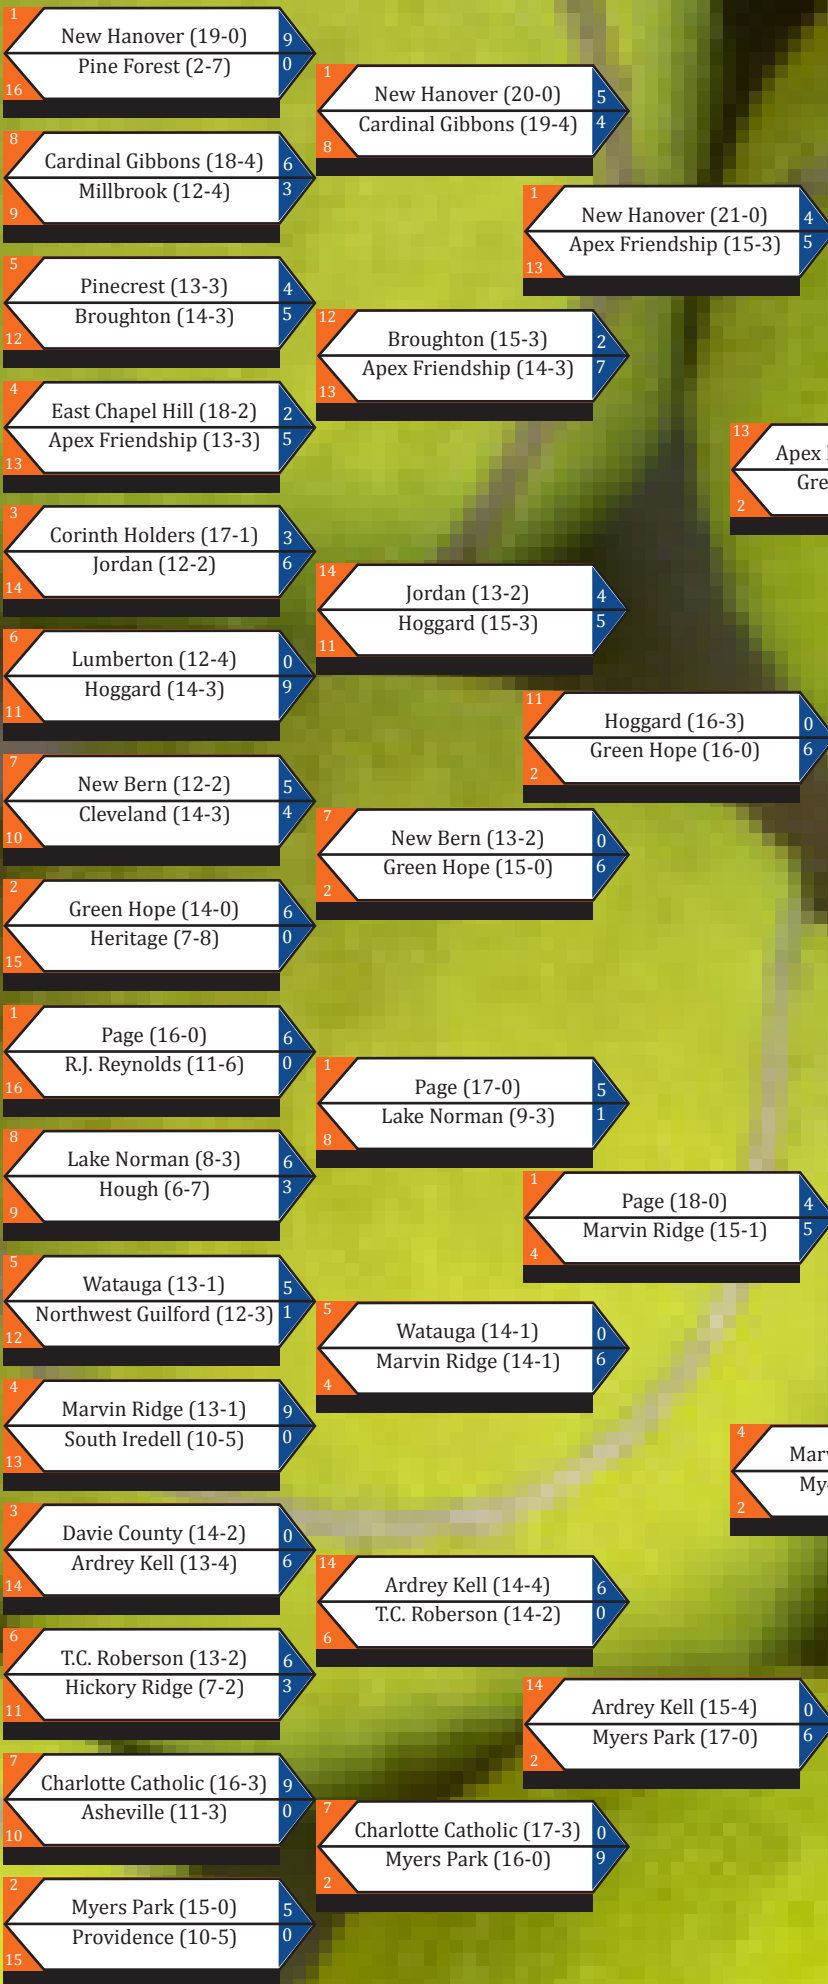 1
New Hanover (19-0) 9
Pine Forest (2-7) 0
16
8
Cardinal Gibbons (18-4) 6
Millbrook (12-4) 3
9
5
Pinecrest (13-3) 4
Broughton (14-3) 5
12
4
East Chapel Hill (18-2) 2
Apex Friendship (13-3) 5
13
3
Corinth Holders (17-1) 3
Jordan (12-2) 6
14
6
Lumberton (12-4) 0
Hoggard (14-3) 9
11
7
New Bern (12-2) 5
Cleveland (14-3) 4
10
2
Green Hope (14-0) 6
Heritage (7-8) 0
15
1
Page (16-0) 6
R.J. Reynolds (11-6) 0
16
8
Lake Norman (8-3) 6
Hough (6-7) 3
9
5
Watauga (13-1) 5
Northwest Guilford (12-3) 1
12
4
Marvin Ridge (13-1) 9
South Iredell (10-5) 0
13
3
Davie County (14-2) 0
Ardrey Kell (13-4) 6
14
6
T.C. Roberson (13-2) 6
Hickory Ridge (7-2) 3
11
7
Charlotte Catholic (16-3) 9
Asheville (11-3) 0
10
2
Myers Park (15-0) 5
Providence (10-5) 0
15
1
New Hanover (20-0) 5
Cardinal Gibbons (19-4) 4
8
12
Broughton (15-3) 2
Apex Friendship (14-3) 7
13
14
Jordan (13-2) 4
Hoggard (15-3) 5
11
7
New Bern (13-2) 0
Green Hope (15-0) 6
2
1
Page (17-0) 5
Lake Norman (9-3) 1
8
5
Watauga (14-1) 0
Marvin Ridge (14-1) 6
4
14
Ardrey Kell (14-4) 6
T.C. Roberson (14-2) 0
6
7
Charlotte Catholic (17-3) 0
Myers Park (16-0) 9
2
1
New Hanover (21-0) 4
Apex Friendship (15-3) 5
13
11
Hoggard (16-3) 0
Green Hope (16-0) 6
2
1
Page (18-0) 4
Marvin Ridge (15-1) 5
4
14
Ardrey Kell (15-4) 0
Myers Park (17-0) 6
2
13
Apex
Gre
2
4
Mar
My
2